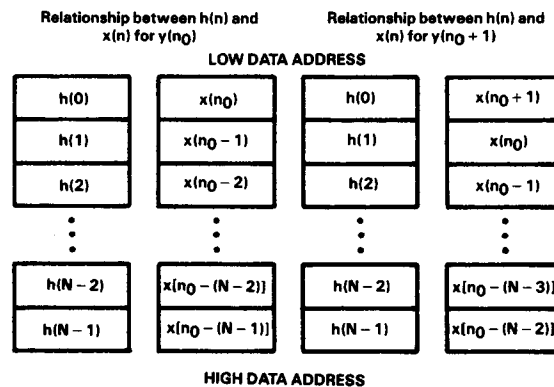 Relationship between h(n) and
x(n) for y(n0)
Relationship between h(n) and
x(n) for y(n0 + 1)
LOW DATA ADDRESS
h(0) x(n0) h(0) x(n0 + 1)
h(1) x(n0 − 1) h(1) x(n0)
h(2) x(n0 − 2) h(2) x(n0 − 1)
h(N − 2) x[n0 − (N − 2)] h(N − 2) x[n0 − (N − 3)]
h(N − 1) x[n0 − (N − 1)] h(N − 1) x[n0 − (N − 2)]
HIGH DATA ADDRESS